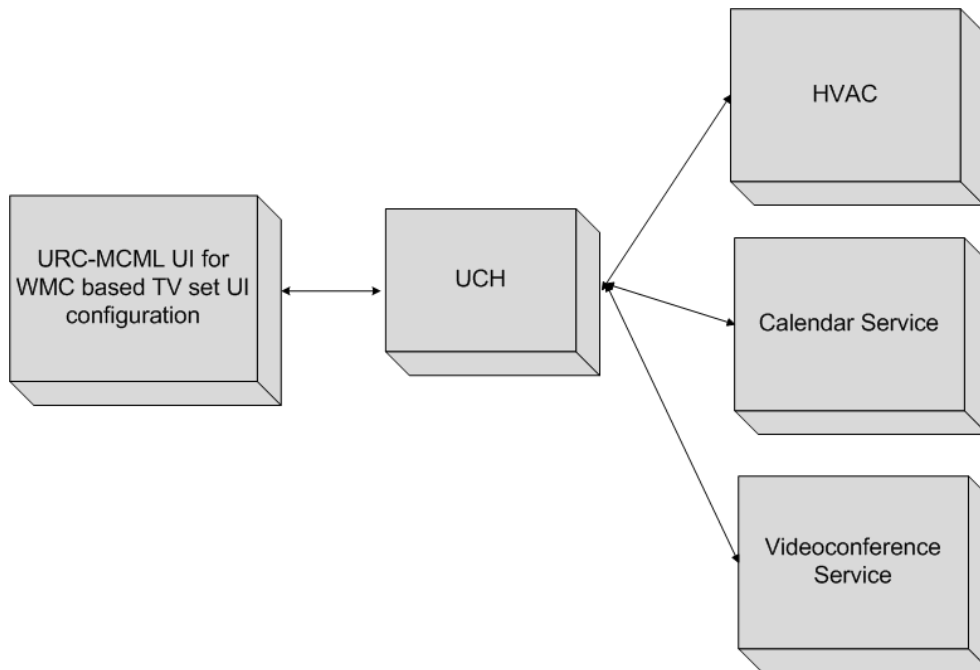 HVAC
URC-MCML UI for
WMC based TV set UI
configuration
UCH
Calendar Service
Videoconference
Service